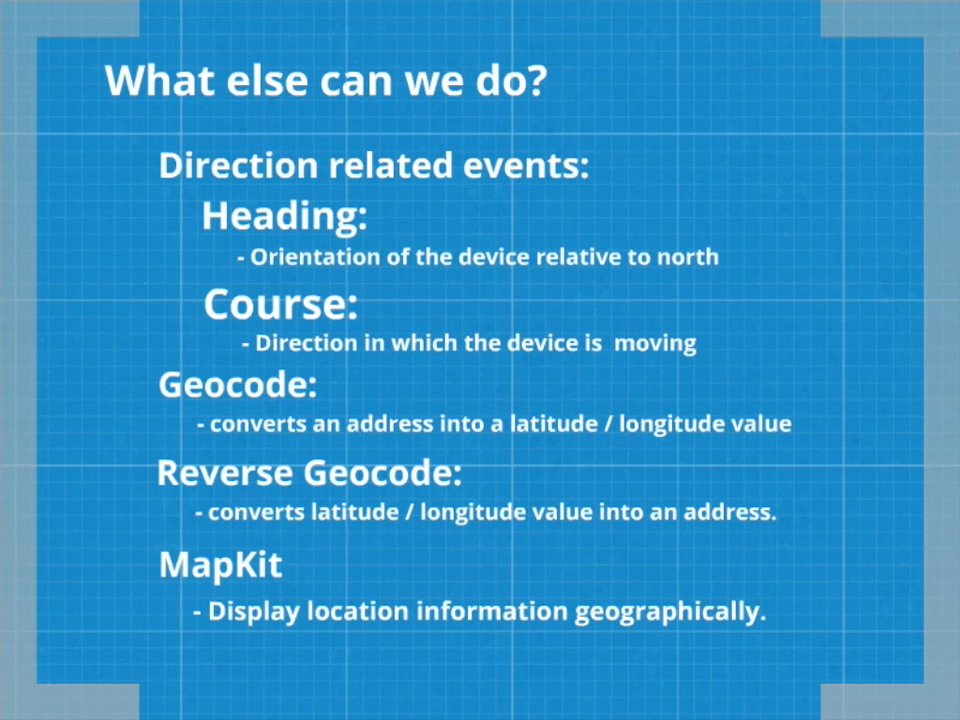 What else can we do?
Direction related events:
Heading:
- Orientation of the device relative to north
Course:
- Direction in which the device is moving
Geocode:
- converts an address into a latitude / longitude value
Reverse Geocode:
- converts latitude / longitude value into an address.
MapKit
- Display location information geographically.